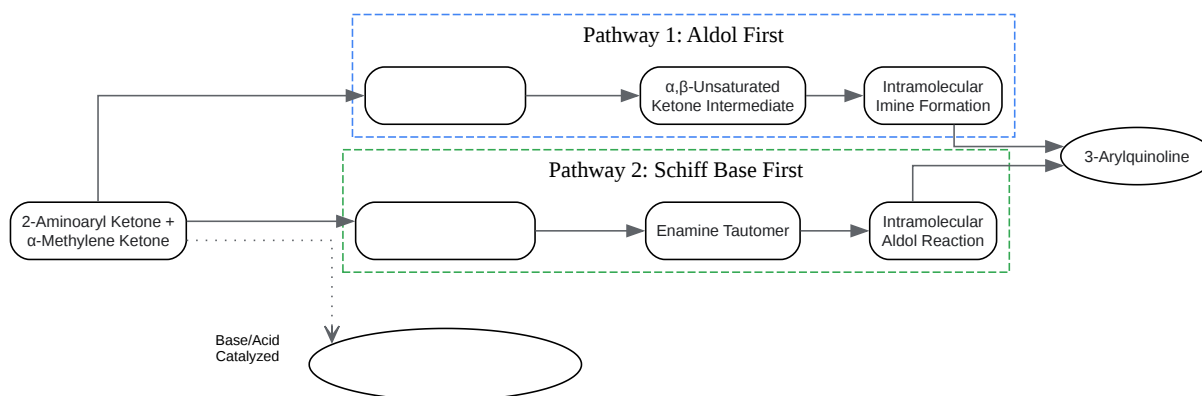 Pathway 1: Aldol First
α,β-Unsaturated
Ketone Intermediate
Intramolecular
Imine Formation
3-Arylquinoline
Pathway 2: Schiff Base First
2-Aminoaryl Ketone +
α-Methylene Ketone
Enamine Tautomer
Intramolecular
Aldol Reaction
Base/Acid
Catalyzed